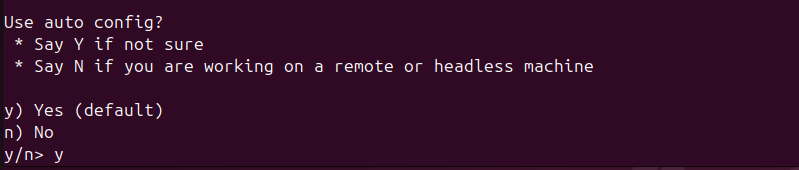 Use auto config?
 * Say Y if not sure
 * Say N if you are working on a remote or headless machine

y) Yes (default)
n) No
y/n> y